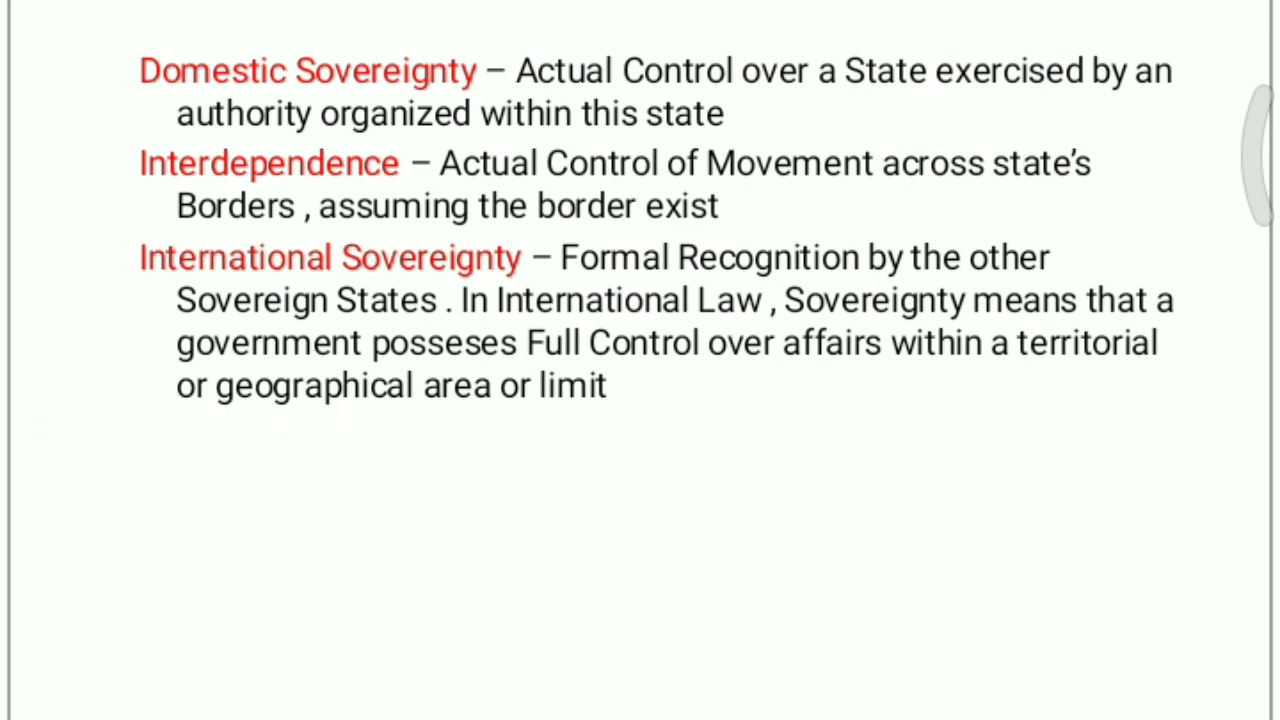 Domestic Sovereignty – Actual Control over a State exercised by an
authority organized within this state
Interdependence – Actual Control of Movement across state’s
Borders , assuming the border exist
International Sovereignty – Formal Recognition by the other
Sovereign States . In International Law , Sovereignty means that a
government posseses Full Control over affairs within a territorial
or geographical area or limit